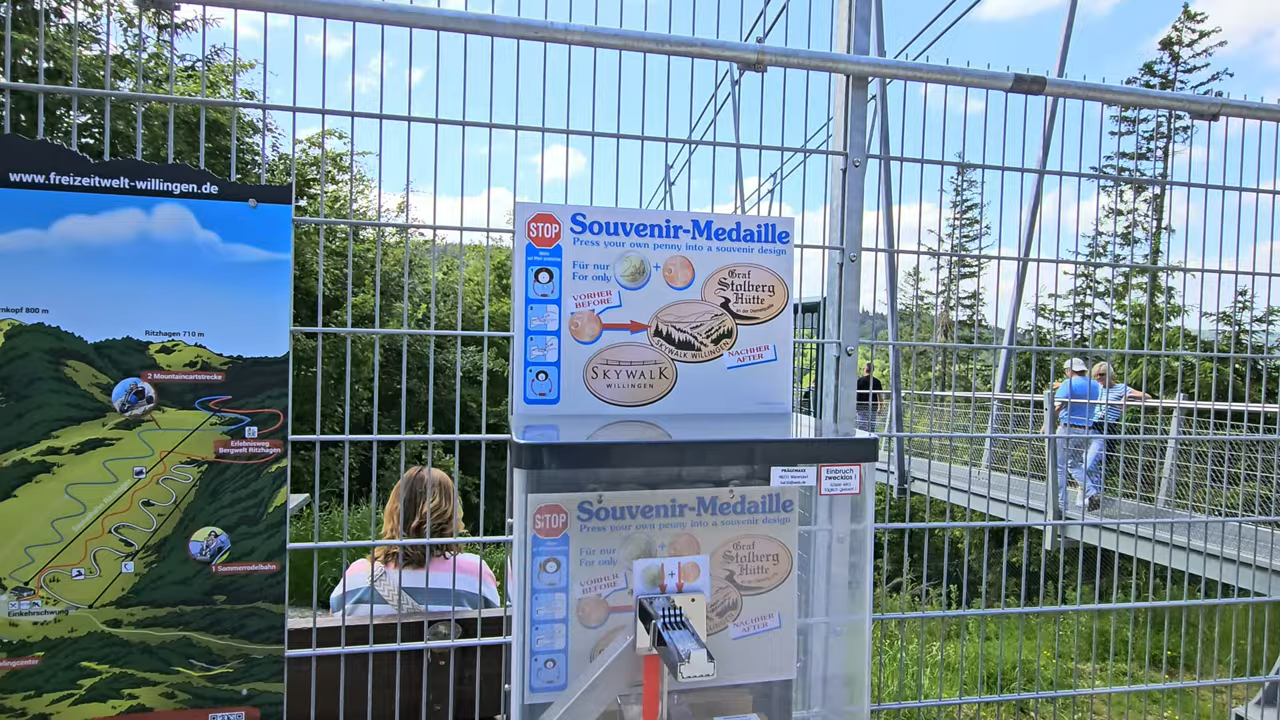 www.freizeitwelt-willingen.de
nkopf 800 m
Ritzhagen 710 m
2 Mountaincartstrecke
Erlebnisweg
Bergwelt Ritzhagen
1 Sommerrodelbahn
Einkehrschwung
STOP
Souvenir-Medaille
Press your own penny into a souvenir design
Für nur
For only
+
VORHER
BEFORE
Graf
Stolberg
Hütte
SKYWALK WILLINGEN
NACHHER
AFTER
SKYWALK
WILLINGEN
PRÄGEMAXX
Einbruch
zwecklos!
STOP
Souvenir-Medaille
Press your own penny into a souvenir design
Für nur
For only
+
VORHER
BEFORE
+
Graf
Stolberg
Hütte
NACHHER
AFTER